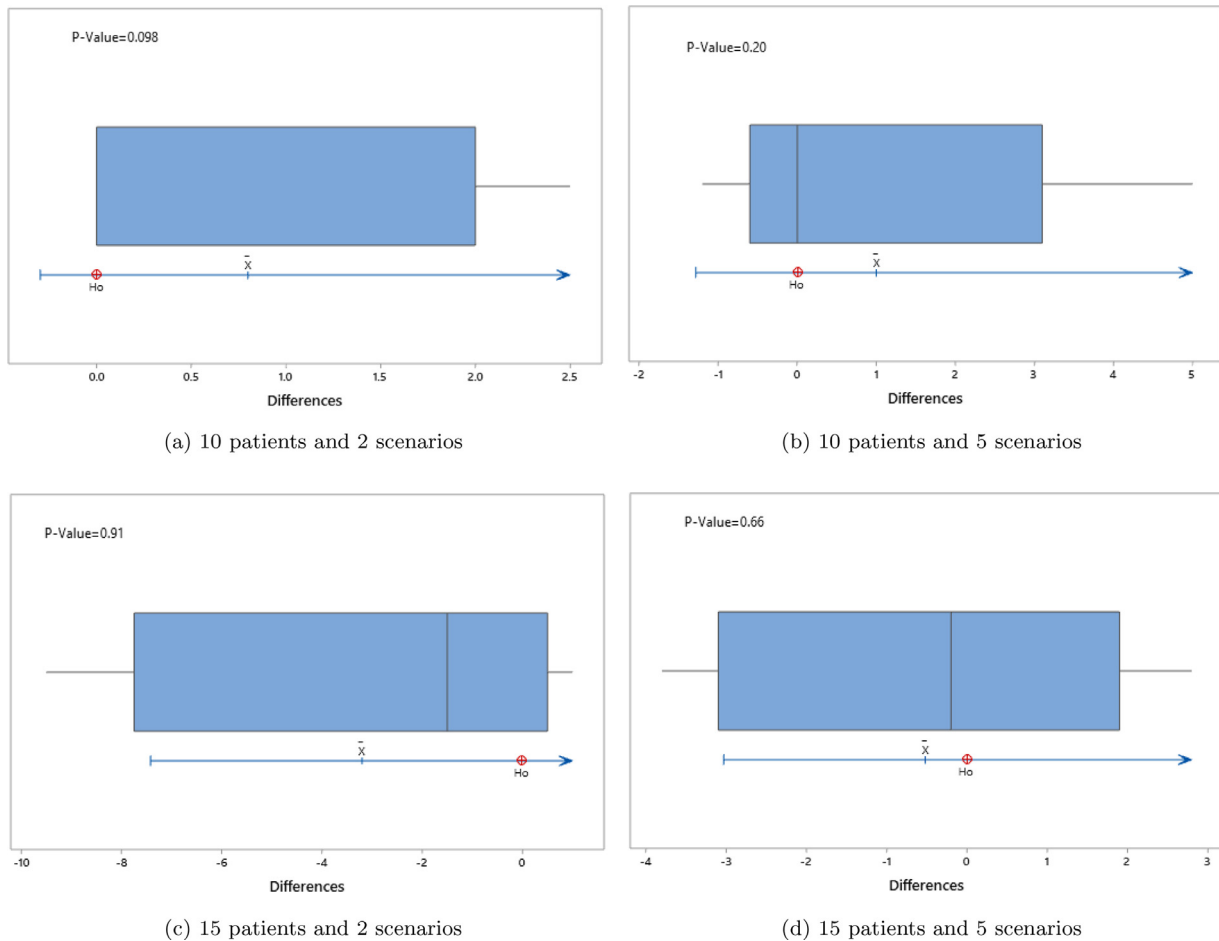 P-Value=0.098
X̄
Ho
0.0 0.5 1.0 1.5 2.0 2.5
Differences
(a) 10 patients and 2 scenarios
P-Value=0.20
X̄
Ho
-2 -1 0 1 2 3 4 5
Differences
(b) 10 patients and 5 scenarios
P-Value=0.91
X̄
Ho
-10 -8 -6 -4 -2 0
Differences
(c) 15 patients and 2 scenarios
P-Value=0.66
X̄
Ho
-4 -3 -2 -1 0 1 2 3
Differences
(d) 15 patients and 5 scenarios